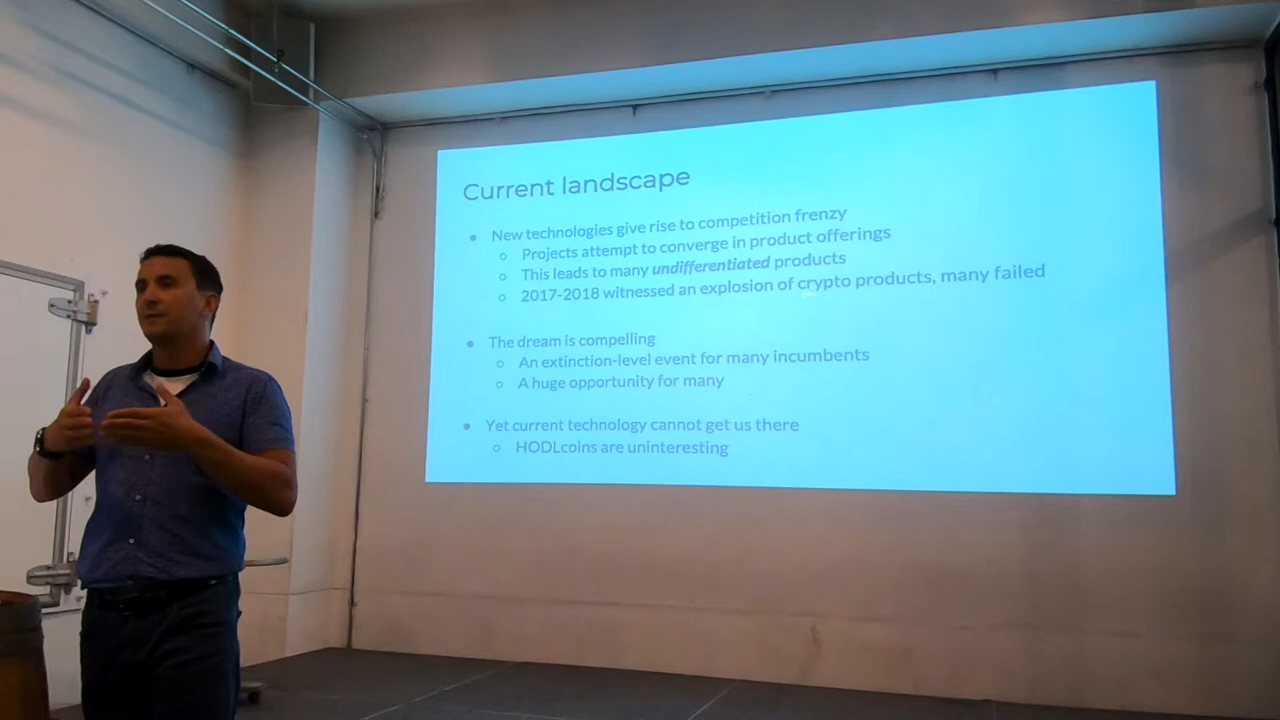 Current landscape
● New technologies give rise to competition frenzy
○ Projects attempt to converge in product offerings
○ This leads to many undifferentiated products
○ 2017-2018 witnessed an explosion of crypto products, many failed
● The dream is compelling
○ An extinction-level event for many incumbents
○ A huge opportunity for many
● Yet current technology cannot get us there
○ HODLcoins are uninteresting